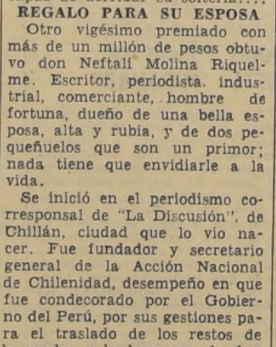 REGALO PARA SU ESPOSA
Otro vigésimo premiado con
más de un millón de pesos obtu-
vo don Neftalí Molina Riquel-
me. Escritor, periodista, indus-
trial, comerciante, hombre de
fortuna, dueño de una bella es-
posa, alta y rubia, y de dos pe-
queñuelos que son un primor;
nada tiene que envidiarle a la
vida.
Se inició en el periodismo co-
rresponsal de "La Discusión", de
Chillán, ciudad que lo vio na-
cer. Fue fundador y secretario
general de la Acción Nacional
de Chilenidad, desempeño en que
fue condecorado por el Gobier-
no del Perú, por sus gestiones pa-
ra el traslado de los restos de